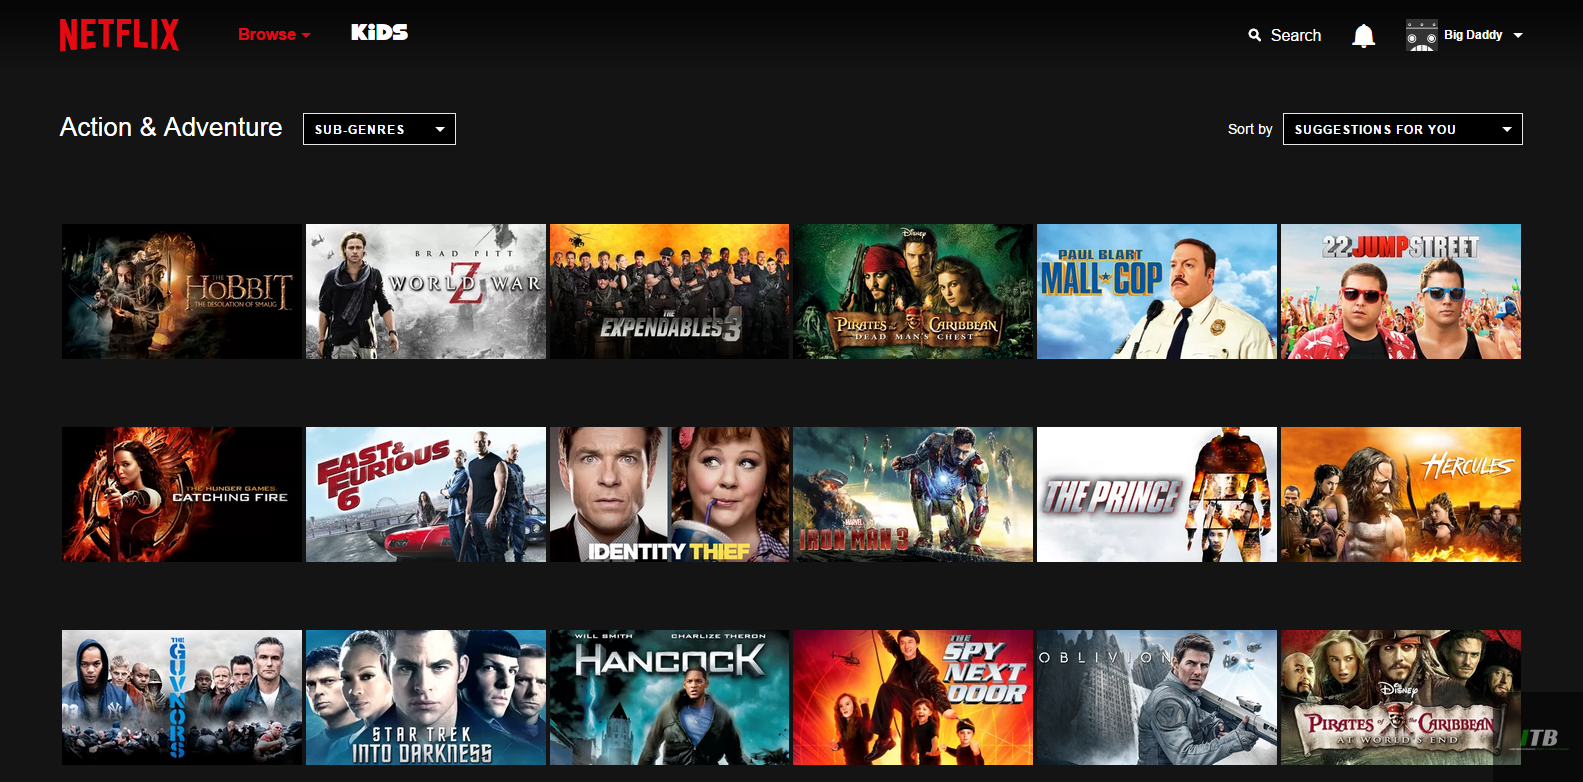 NETFLIX
Browse
KiDS
Search
Big Daddy
Action & Adventure
SUB-GENRES
Sort by
SUGGESTIONS FOR YOU
THE
HOBBIT
THE DESOLATION OF SMAUG
BRAD PITT
WORLD WAR
Z
THE
EXPENDABLES 3
Disney
PIRATES of the CARIBBEAN
DEAD MAN'S CHEST
PAUL BLART
MALL COP
22 JUMP STREET
THE HUNGER GAMES
CATCHING FIRE
FAST &
FURIOUS
6
IDENTITY THIEF
MARVEL
IRON MAN 3
THE PRINCE
HERCULES
THE
GUVNORS
STAR TREK
INTO DARKNESS
WILL SMITH CHARLIZE THERON
HANCOCK
THE
SPY
NEXT
DOOR
OBLIVION
Disney
PIRATES of the CARIBBEAN
AT WORLD'S END
ITB